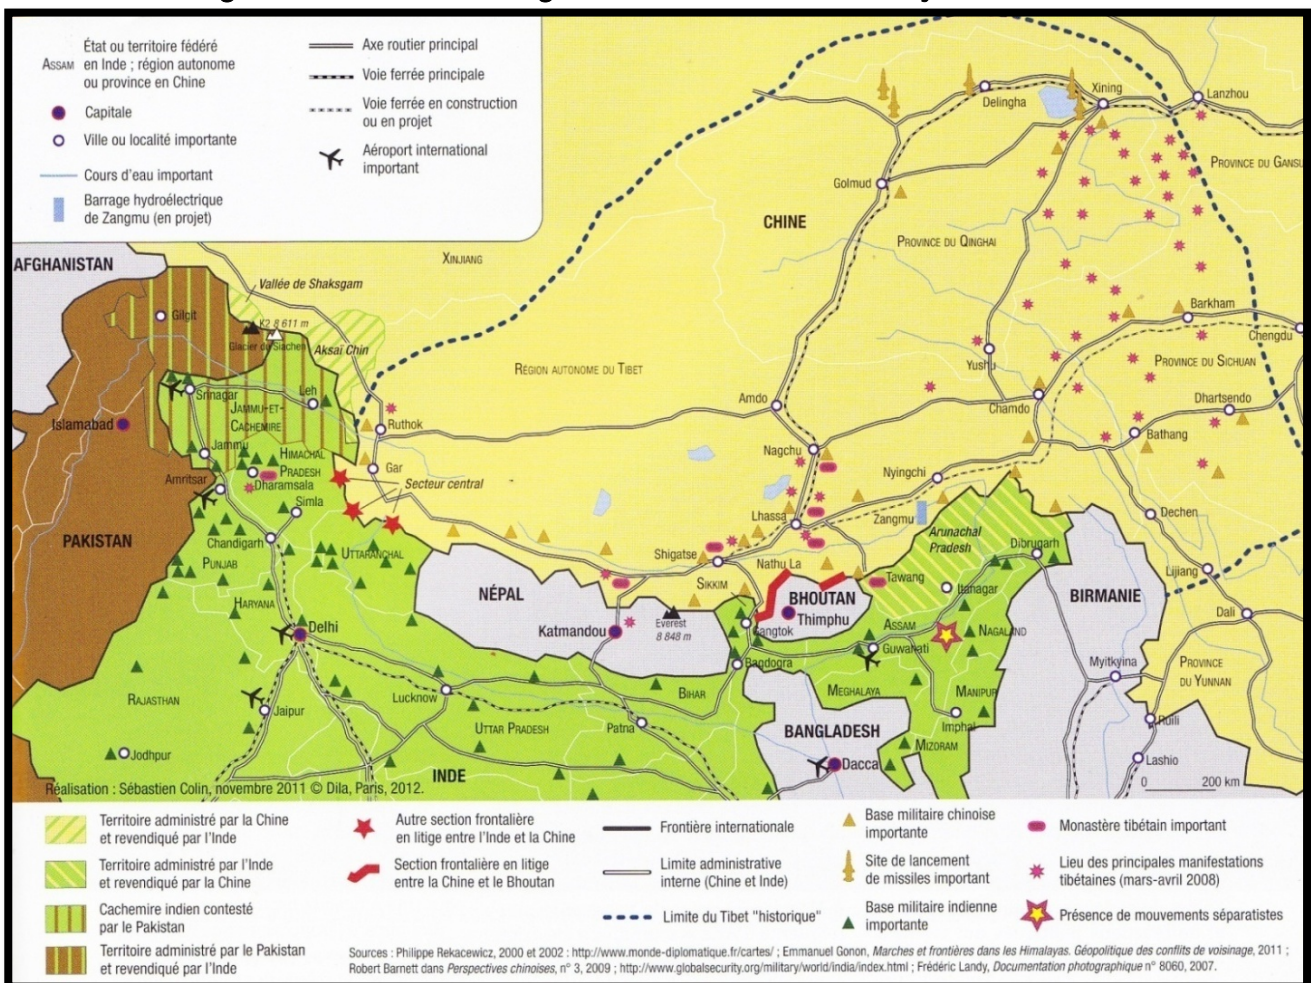 État ou territoire fédéré
ASSAM en Inde ; région autonome
ou province en Chine
Capitale
Ville ou localité importante
Cours d'eau important
Barrage hydroélectrique
de Zangmu (en projet)
Axe routier principal
Voie ferrée principale
Voie ferrée en construction
ou en projet
Aéroport international
important
AFGHANISTAN
XINJIANG
Vallée de Shaksgam
Gilgit
K2 8 611 m
Glacier du Siachen
Aksaï Chin
Srinagar
Leh
JAMMU-ET-
CACHEMIRE
Islamabad
Jammu
HIMACHAL
PRADESH
Dharamsala
Amritsar
Simla
PAKISTAN
Chandigarh
PUNJAB
UTTARANCHAL
HARYANA
Delhi
RAJASTHAN
Jaipur
Jodhpur
Lucknow
UTTAR PRADESH
INDE
Ruthok
Gar
Secteur central
CHINE
RÉGION AUTONOME DU TIBET
Delingha
Xining
Lanzhou
PROVINCE DU GANSU
Golmud
PROVINCE DU QINGHAI
Barkham
Chengdu
Yushu
PROVINCE DU SICHUAN
Amdo
Chamdo
Dhartsendo
Bathang
Nagchu
Nyingchi
Lhassa
Zangmu
Dechen
Shigatse
Nathu La
Arunachal
Pradesh
Dibrugarh
Lijiang
NÉPAL
SIKKIM
BHOUTAN
Thimphu
Tawang
Itanagar
BIRMANIE
Dali
Katmandou
Everest
8 848 m
Gangtok
ASSAM
NAGALAND
Guwahati
Bandogra
Myitkyina
PROVINCE
DU YUNNAN
BIHAR
MEGHALAYA
MANIPUR
Patna
BANGLADESH
Imphal
Ruili
MIZORAM
Dacca
Lashio
0 200 km
Réalisation : Sébastien Colin, novembre 2011 © Dila, Paris, 2012.
Territoire administré par la Chine
et revendiqué par l'Inde
Territoire administré par l'Inde
et revendiqué par la Chine
Cachemire indien contesté
par le Pakistan
Territoire administré par le Pakistan
et revendiqué par l'Inde
Autre section frontalière
en litige entre l'Inde et la Chine
Section frontalière en litige
entre la Chine et le Bhoutan
Frontière internationale
Limite administrative
interne (Chine et Inde)
Limite du Tibet "historique"
Base militaire chinoise
importante
Site de lancement
de missiles important
Base militaire indienne
importante
Monastère tibétain important
Lieu des principales manifestations
tibétaines (mars-avril 2008)
Présence de mouvements séparatistes
Sources : Philippe Rekacewicz, 2000 et 2002 : http://www.monde-diplomatique.fr/cartes/ ; Emmanuel Gonon, Marches et frontières dans les Himalayas. Géopolitique des conflits de voisinage, 2011 ;
Robert Barnett dans Perspectives chinoises, n° 3, 2009 ; http://www.globalsecurity.org/military/world/india/index.html ; Frédéric Landy, Documentation photographique n° 8060, 2007.